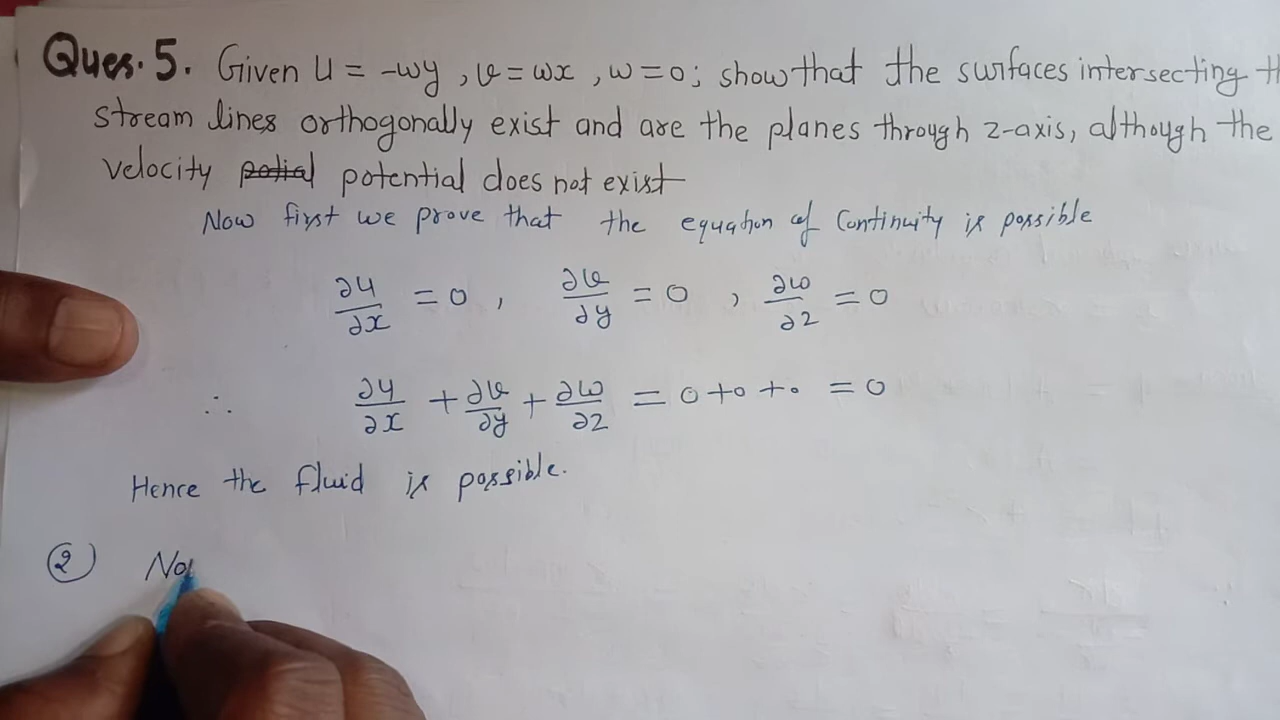 Ques. 5. Given U = -wy , v = wx , w = 0 ; show that the surfaces intersecting
stream lines orthogonally exist and are the planes through z-axis, although the
velocity potial potential does not exist
Now first we prove that the equation of Continuity is possible
∂u/∂x = 0 , ∂v/∂y = 0 , ∂w/∂z = 0
∴ ∂u/∂x + ∂v/∂y + ∂w/∂z = 0 + 0 + 0 = 0
Hence the fluid is possible.
② No